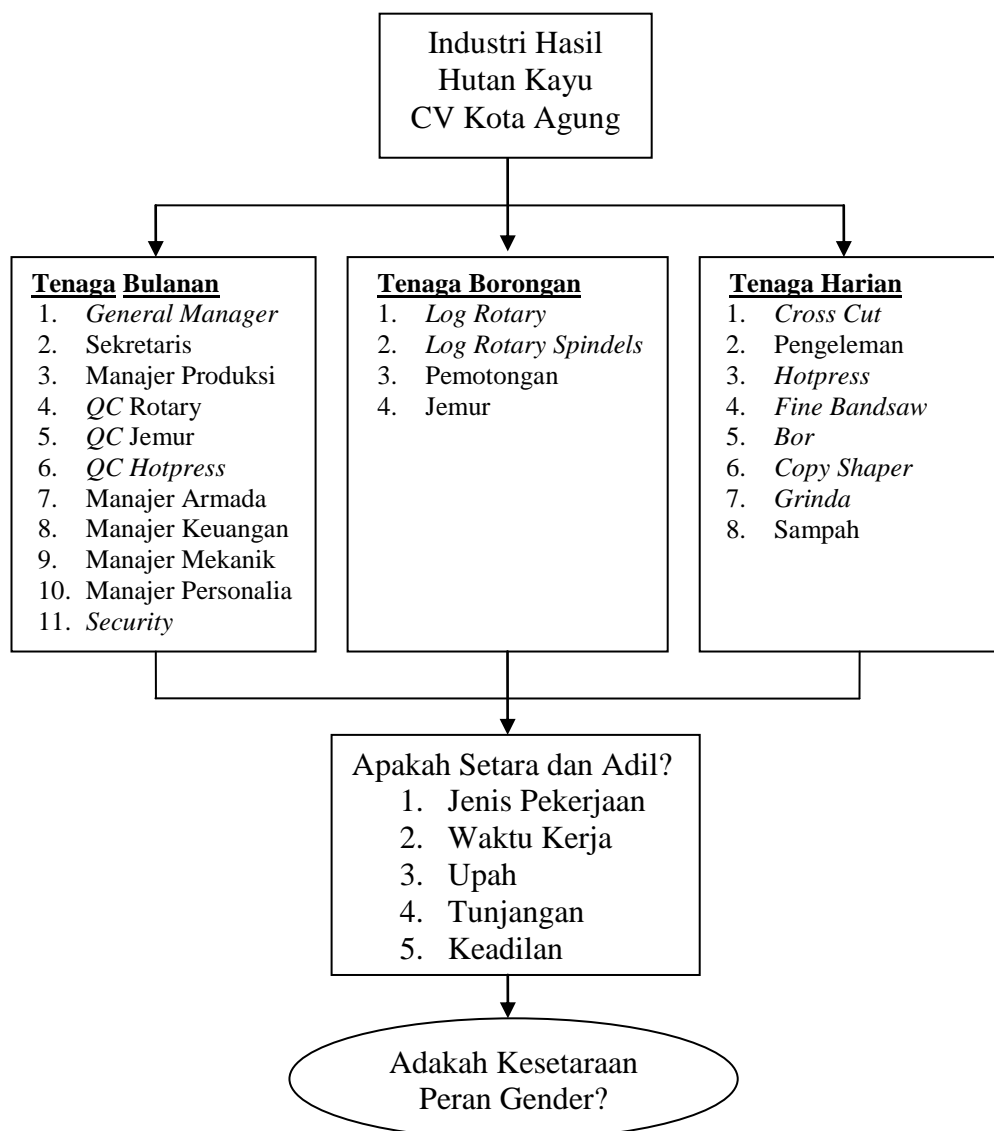 Industri Hasil
Hutan Kayu
CV Kota Agung
Tenaga Bulanan
1. General Manager
2. Sekretaris
3. Manajer Produksi
4. QC Rotary
5. QC Jemur
6. QC Hotpress
7. Manajer Armada
8. Manajer Keuangan
9. Manajer Mekanik
10. Manajer Personalia
11. Security
Tenaga Borongan
1. Log Rotary
2. Log Rotary Spindels
3. Pemotongan
4. Jemur
Tenaga Harian
1. Cross Cut
2. Pengeleman
3. Hotpress
4. Fine Bandsaw
5. Bor
6. Copy Shaper
7. Grinda
8. Sampah
Apakah Setara dan Adil?
1. Jenis Pekerjaan
2. Waktu Kerja
3. Upah
4. Tunjangan
5. Keadilan
Adakah Kesetaraan
Peran Gender?